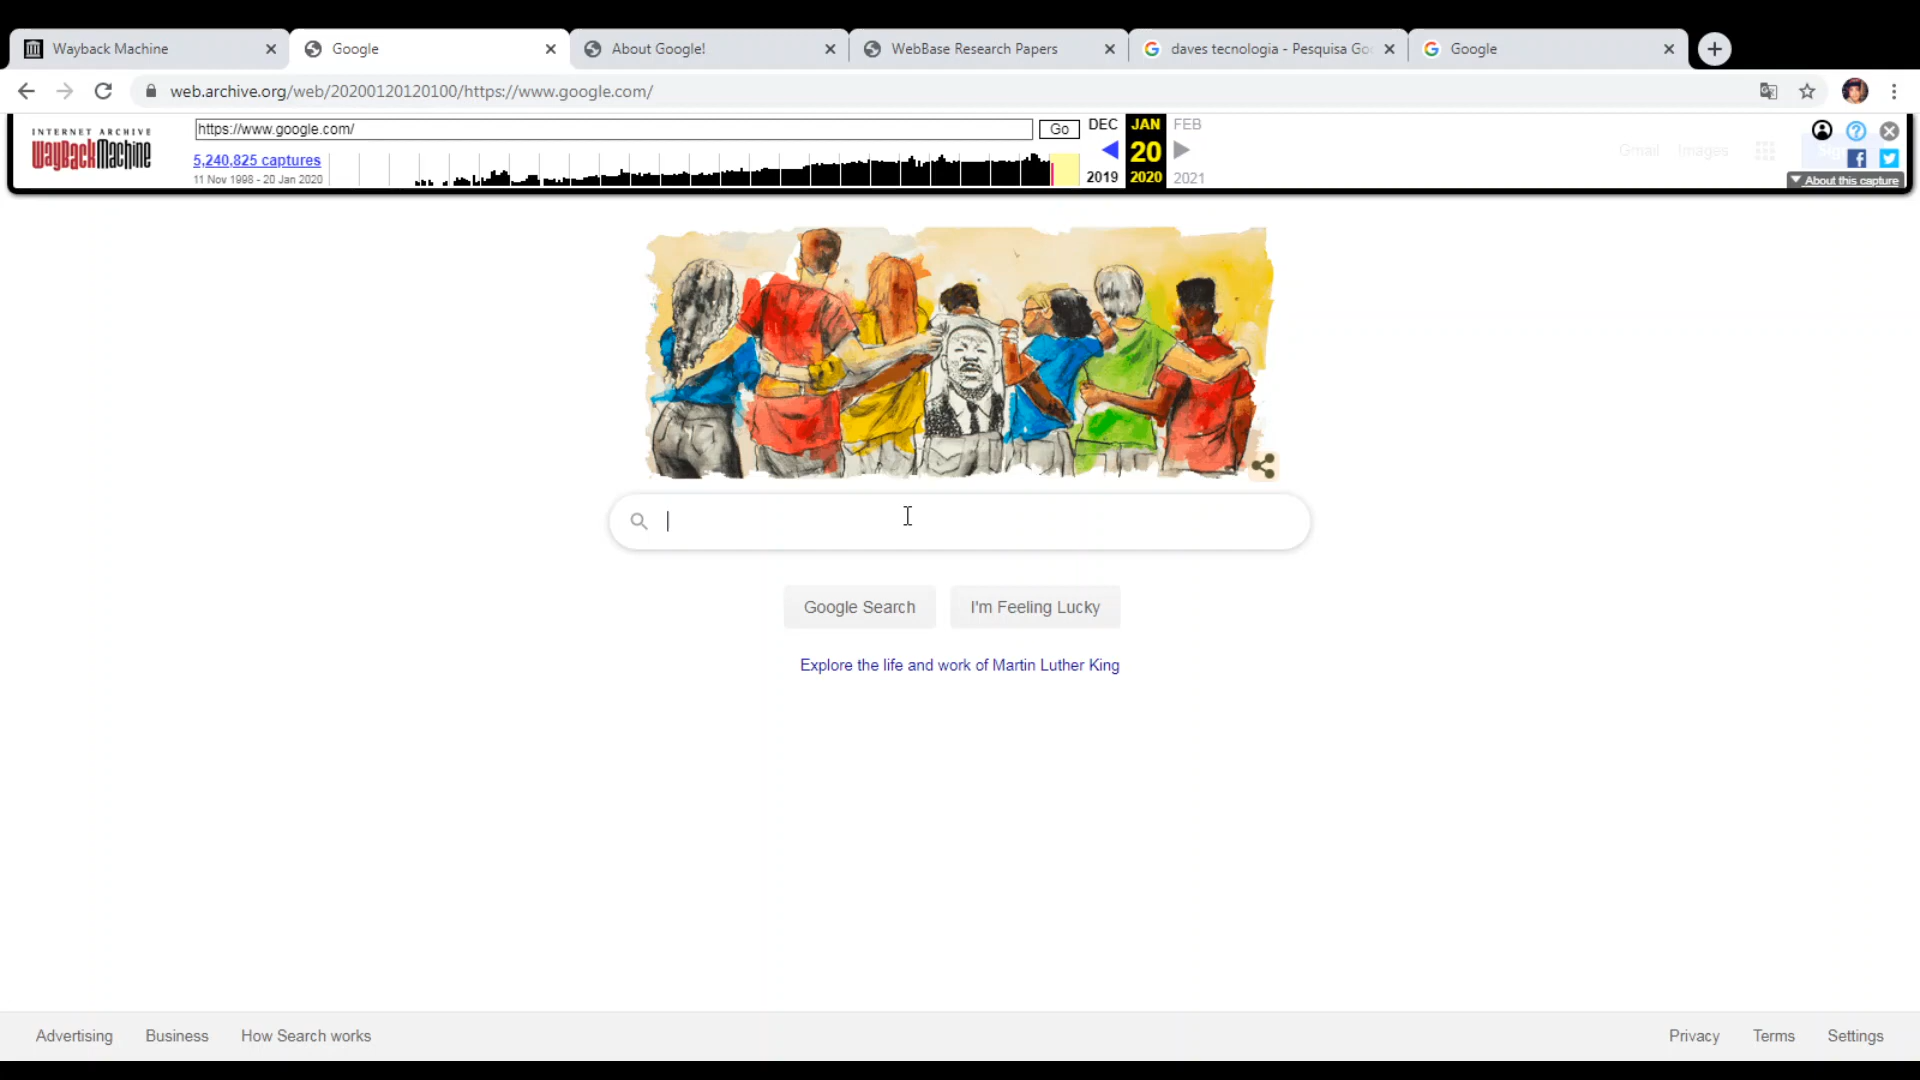 Wayback Machine
Google
About Google!
WebBase Research Papers
daves tecnologia - Pesquisa Go
Google
web.archive.org/web/20200120120100/https://www.google.com/
INTERNET ARCHIVE
WayBackMachine
https://www.google.com/
Go
DEC
JAN
FEB
5,240,825 captures
20
11 Nov 1998 - 20 Jan 2020
2019
2020
2021
Gmail
Images
About this capture
Google Search
I'm Feeling Lucky
Explore the life and work of Martin Luther King
Advertising
Business
How Search works
Privacy
Terms
Settings